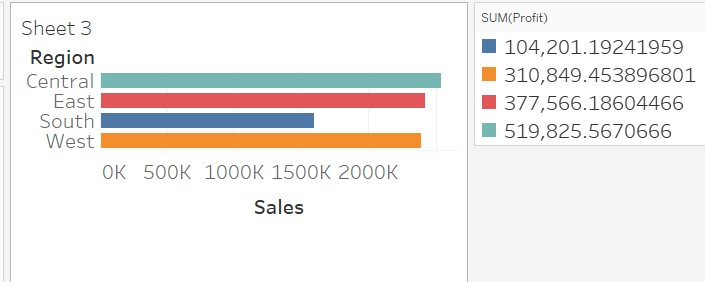 Sheet 3
Region
Central
East
South
West
0K 500K 1000K 1500K 2000K
Sales
SUM(Profit)
104,201.19241959
310,849.453896801
377,566.18604466
519,825.5670666